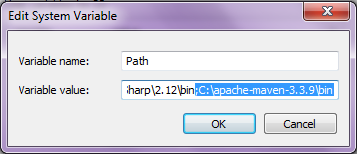 Edit System Variable
Variable name: Path
Variable value: harp\2.12\bin;C:\apache-maven-3.3.9\bin
OK Cancel